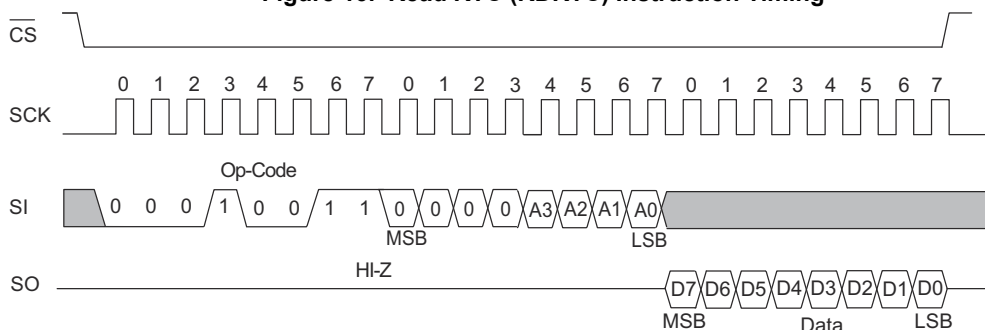 Figure 10. Read RTC (RDRTC) Instruction Timing
CS
0 1 2 3 4 5 6 7 0 1 2 3 4 5 6 7 0 1 2 3 4 5 6 7
SCK
Op-Code
SI 0 0 0 1 0 0 1 1 0 0 0 0 A3 A2 A1 A0
MSB LSB
HI-Z
SO D7 D6 D5 D4 D3 D2 D1 D0
MSB Data LSB